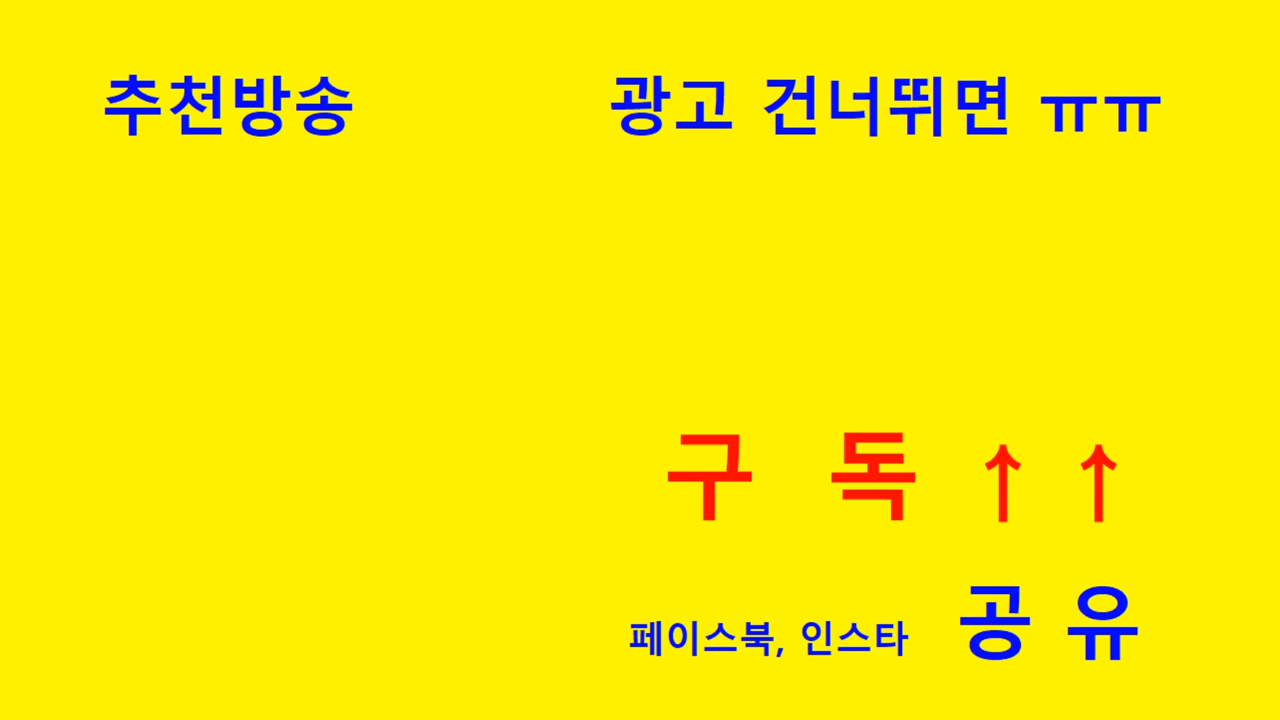 추천방송
광고 건너뛰면 ㅠㅠ
구 독 ↑ ↑
페이스북, 인스타 공 유